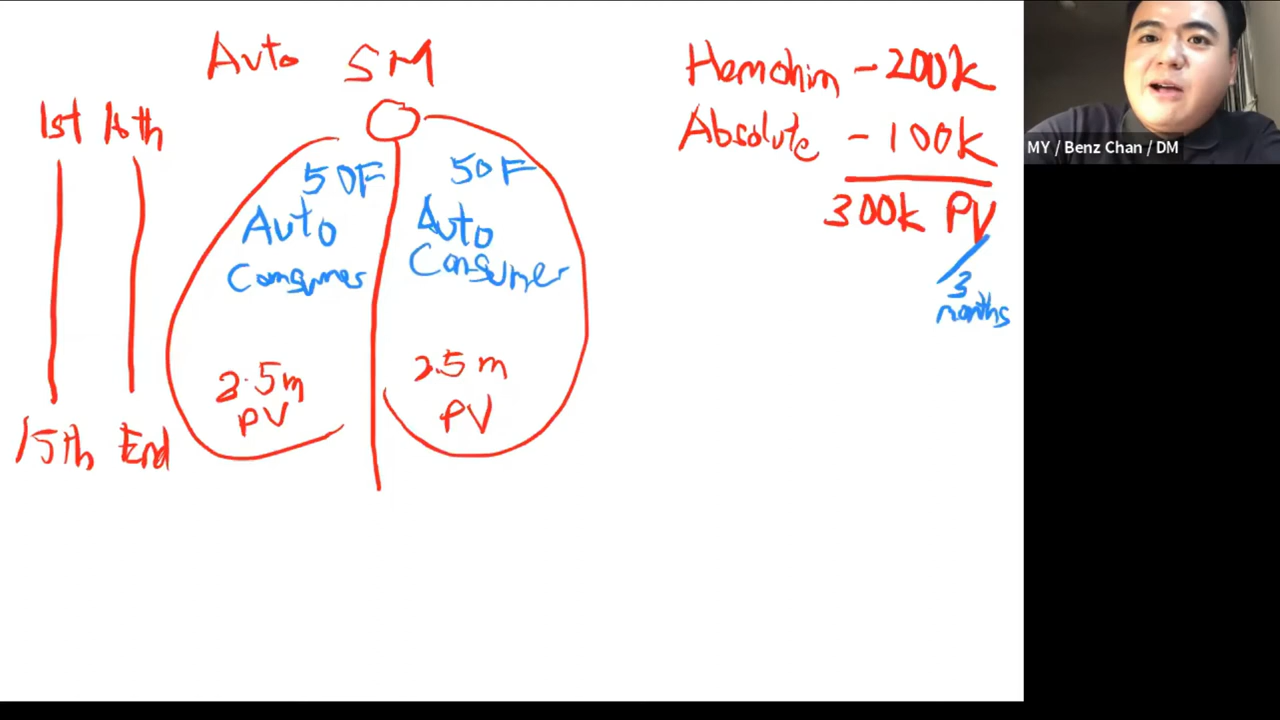 Auto SM
1st 16th
15th End
50F
Auto
Consumer
2.5m
PV
50F
Auto
Consumer
2.5m
PV
Hemohim - 200k
Absolute - 100k
300k PV
/ 3
months
MY / Benz Chan / DM